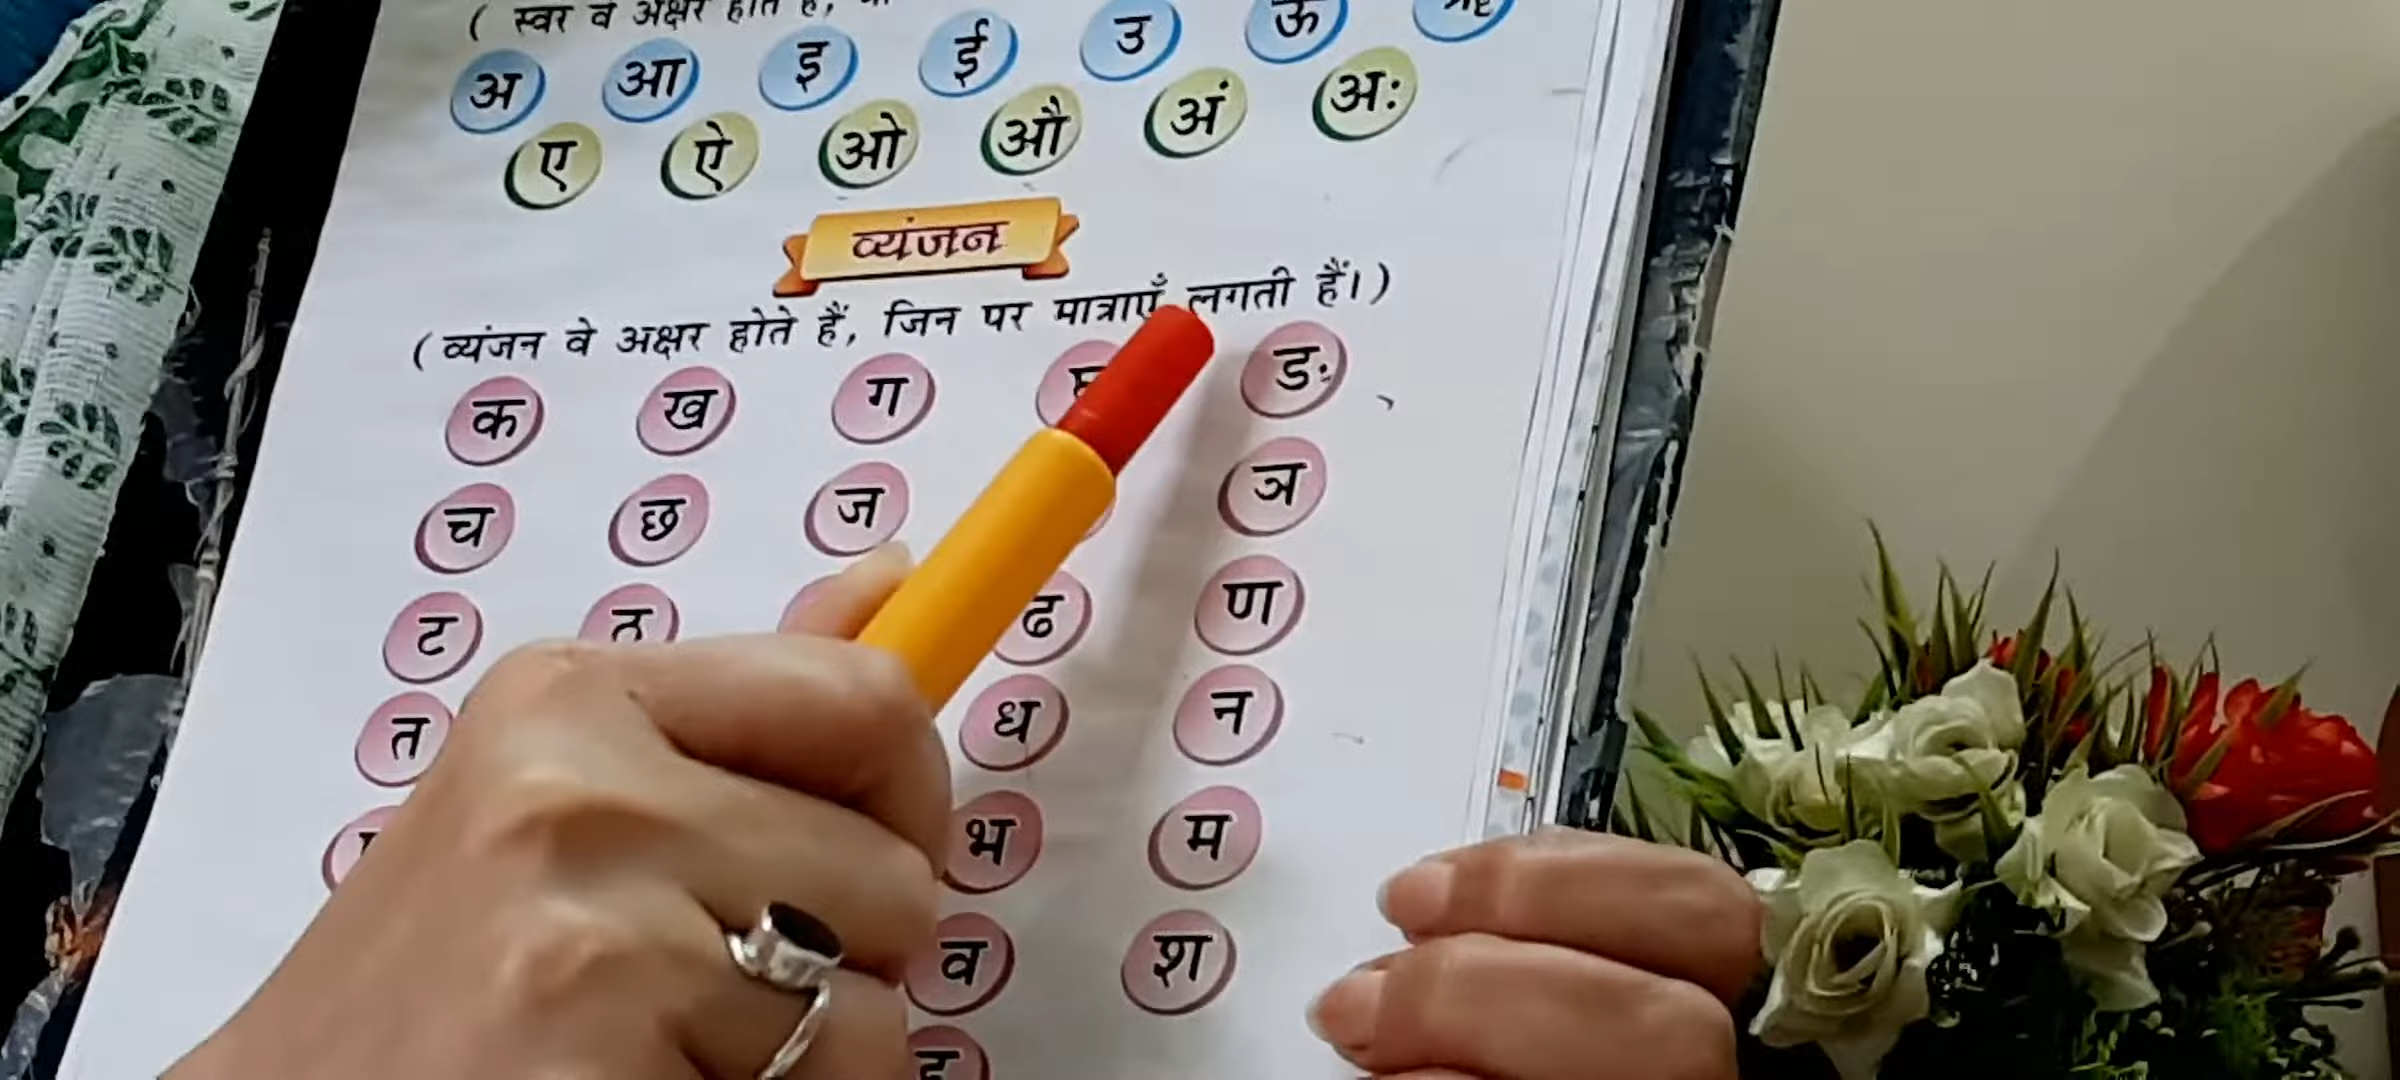 ( स्वर वे अक्षर होते हैं,
अ आ इ ई उ ऊ ऋ
ए ऐ ओ औ अं अः
व्यंजन
(व्यंजन वे अक्षर होते हैं, जिन पर मात्राएँ लगती हैं।)
क ख ग घ ङ
च छ ज ञ
ट ठ ढ ण
त ध न
भ म
व श
ह